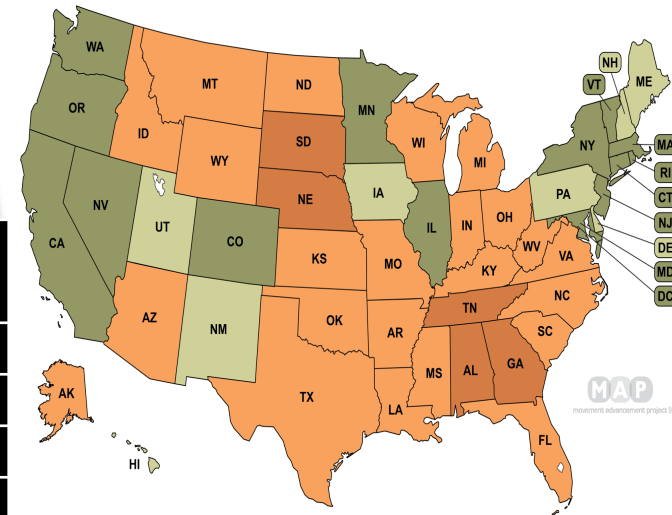 WA
OR
CA
NV
ID
MT
WY
UT
CO
AZ
NM
ND
SD
NE
KS
OK
TX
MN
IA
MO
AR
LA
WI
IL
MI
IN
OH
KY
TN
MS
AL
GA
FL
SC
NC
VA
WV
PA
NY
VT
NH
ME
MA
RI
CT
NJ
DE
MD
DC
AK
HI
MAP
movement advancement project